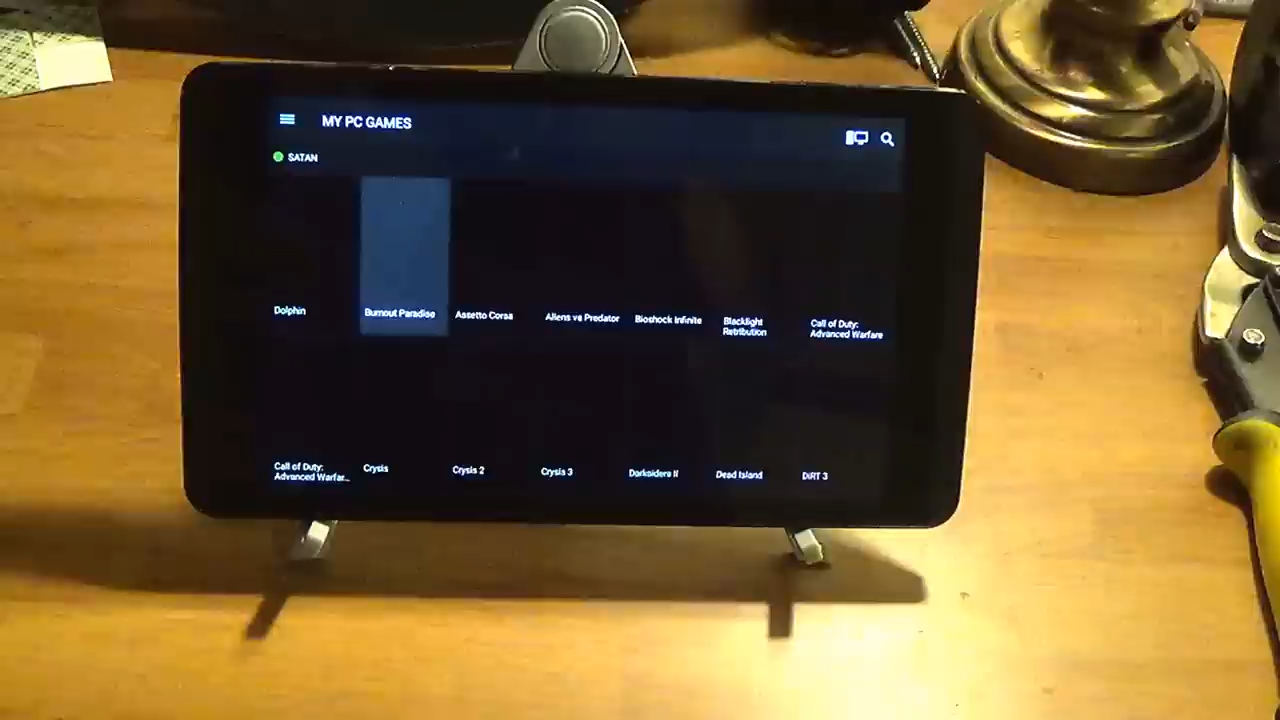 MY PC GAMES
SATAN
Dolphin
Burnout Paradise
Assetto Corsa
Aliens vs Predator
Bioshock Infinite
Blacklight
Retribution
Call of Duty:
Advanced Warfare
Call of Duty:
Advanced Warfar...
Crysis
Crysis 2
Crysis 3
Darksiders II
Dead Island
DiRT 3